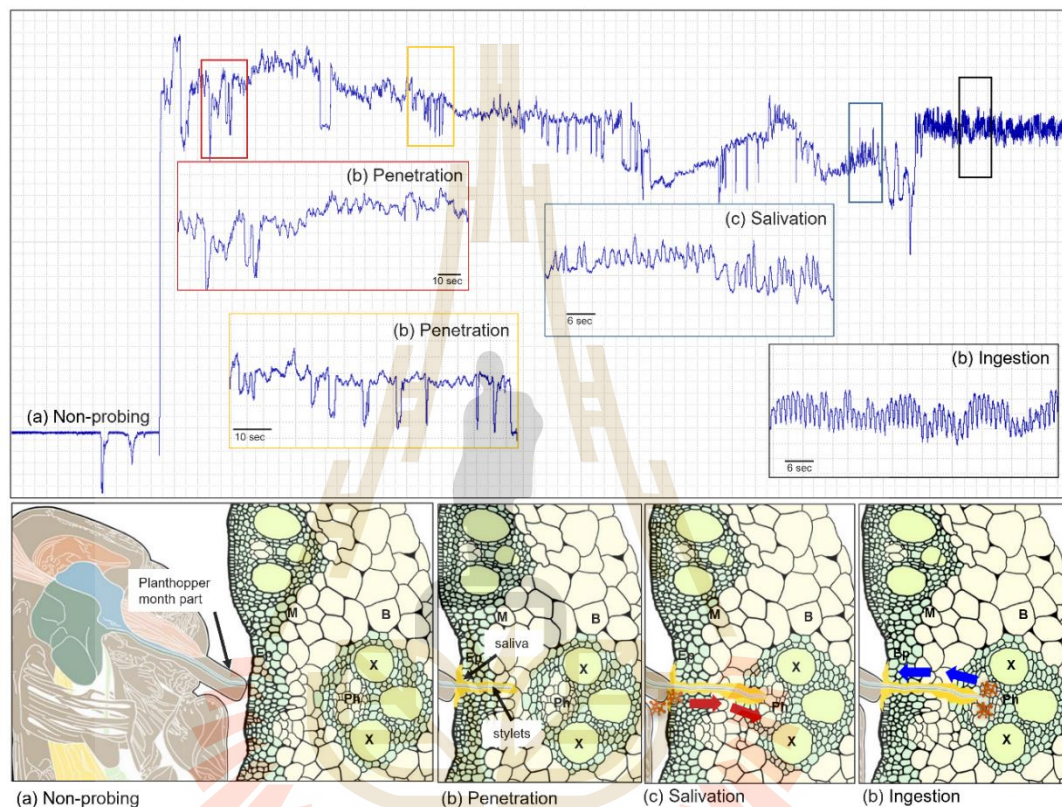 (b) Penetration
10 sec
(c) Salivation
6 sec
(b) Penetration
10 sec
(b) Ingestion
6 sec
(a) Non-probing
Planthopper
month part
M
B
Ep
X
Ph
X
M
B
Ep
saliva
X
Ph
stylets
X
M
B
Ep
X
Ph
X
M
B
Ep
X
Ph
X
(a) Non-probing
(b) Penetration
(c) Salivation
(b) Ingestion